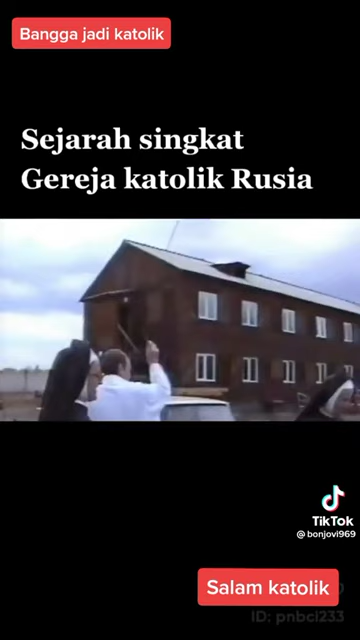 Bangga jadi katolik
Sejarah singkat
Gereja katolik Rusia
TikTok
@bonjovi969
Salam katolik
ID: pnbcl233